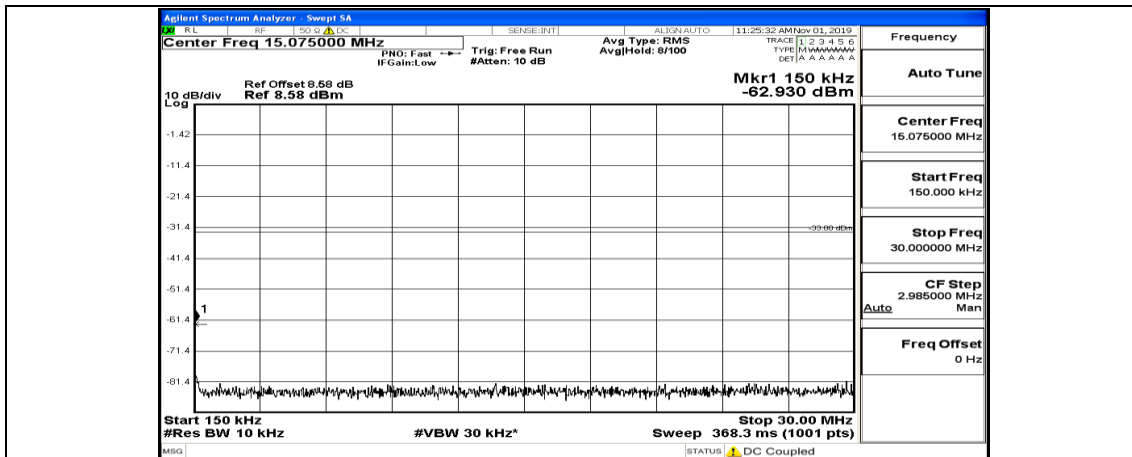 Agilent Spectrum Analyzer - Swept SA
LXI RL RF 50 Ω ⚠ DC SENSE:INT ALIGN AUTO 11:25:32 AM Nov 01, 2019
Center Freq 15.075000 MHz
PNO: Fast
IFGain:Low
Trig: Free Run
#Atten: 10 dB
Avg Type: RMS
Avg|Hold: 8/100
TRACE 1 2 3 4 5 6
TYPE MWWWWW
DET A A A A A A
Mkr1 150 kHz
-62.930 dBm
Ref Offset 8.58 dB
10 dB/div Ref 8.58 dBm
Log
-1.42
-11.4
-21.4
-31.4
-33.00 dBm
-41.4
-51.4
-61.4
1
-71.4
-81.4
Start 150 kHz Stop 30.00 MHz
#Res BW 10 kHz #VBW 30 kHz* Sweep 368.3 ms (1001 pts)
MSG STATUS ⚠ DC Coupled
Frequency
Auto Tune
Center Freq
15.075000 MHz
Start Freq
150.000 kHz
Stop Freq
30.000000 MHz
CF Step
2.985000 MHz
Auto Man
Freq Offset
0 Hz